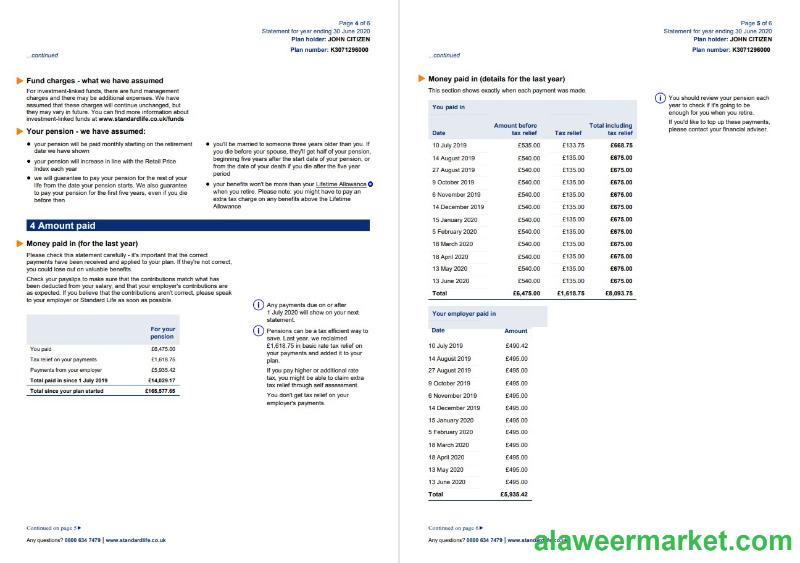 Page 4 of 6
Statement for year ending 30 June 2020
Plan holder: JOHN CITIZEN
Plan number: K3071296000
...continued
Fund charges - what we have assumed
For investment-linked funds, there are fund management
charges and there may be additional expenses. We have
assumed that these charges will continue unchanged, but
they may vary in future. You can find more information about
investment-linked funds at www.standardlife.co.uk/funds
Your pension - we have assumed:
• your pension will be paid monthly starting on the retirement
date we have shown
• your pension will increase in line with the Retail Price
Index each year
• we will guarantee to pay your pension for the rest of your
life from the date your pension starts. We also guarantee
to pay your pension for the first five years, even if you die
before then
• you'll be married to someone three years older than you. If
you die before your spouse, they'll get half of your pension,
beginning five years after the start date of your pension, or
from the date of your death if you die after the five year
period
• your benefits won't be more than your Lifetime Allowance
when you retire. Please note: you might have to pay an
extra tax charge on any benefits above the Lifetime
Allowance
4 Amount paid
Money paid in (for the last year)
Please check this statement carefully - it's important that the correct
payments have been received and applied to your plan. If they're not correct,
you could lose out on valuable benefits.
Check your payslips to make sure that the contributions match what has
been deducted from your salary, and that your employer's contributions are
as expected. If you believe that the contributions aren't correct, please speak
to your employer or Standard Life as soon as possible.
For your
pension
You paid £6,475.00
Tax relief on your payments £1,618.75
Payments from your employer £5,935.42
Total paid in since 1 July 2019 £14,029.17
Total since your plan started £165,577.65
Any payments due on or after
1 July 2020 will show on your next
statement.
Pensions can be a tax efficient way to
save. Last year, we reclaimed
£1,618.75 in basic rate tax relief on
your payments and added it to your
plan.
If you pay higher or additional rate
tax, you might be able to claim extra
tax relief through self assessment.
You don't get tax relief on your
employer's payments.
Continued on page 5
Any questions? 0800 634 7479 | www.standardlife.co.uk
Page 5 of 6
Statement for year ending 30 June 2020
Plan holder: JOHN CITIZEN
Plan number: K3071296000
...continued
Money paid in (details for the last year)
This section shows exactly when each payment was made.
You paid in
Date Amount before tax relief Tax relief Total including tax relief
10 July 2019 £535.00 £133.75 £668.75
14 August 2019 £540.00 £135.00 £675.00
27 August 2019 £540.00 £135.00 £675.00
9 October 2019 £540.00 £135.00 £675.00
6 November 2019 £540.00 £135.00 £675.00
14 December 2019 £540.00 £135.00 £675.00
15 January 2020 £540.00 £135.00 £675.00
5 February 2020 £540.00 £135.00 £675.00
18 March 2020 £540.00 £135.00 £675.00
18 April 2020 £540.00 £135.00 £675.00
13 May 2020 £540.00 £135.00 £675.00
13 June 2020 £540.00 £135.00 £675.00
Total £6,475.00 £1,618.75 £8,093.75
You should review your pension each
year to check if it's going to be
enough for you when you retire.
If you'd like to top up these payments,
please contact your financial adviser.
Your employer paid in
Date Amount
10 July 2019 £490.42
14 August 2019 £495.00
27 August 2019 £495.00
9 October 2019 £495.00
6 November 2019 £495.00
14 December 2019 £495.00
15 January 2020 £495.00
5 February 2020 £495.00
18 March 2020 £495.00
18 April 2020 £495.00
13 May 2020 £495.00
13 June 2020 £495.00
Total £5,935.42
Continued on page 6
Any questions? 0800 634 7479 | www.standardlife.co.uk
alaweermarket.com